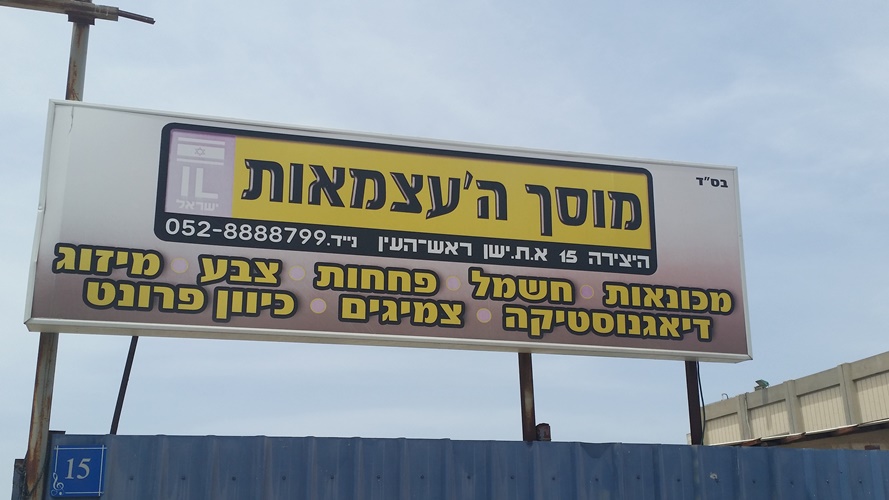 בס"ד
מוסך ה'עצמאות
IL
ישראל
היצירה 15 א.ת.ישן ראש-העין נייד.052-8888799
מכונאות • חשמל • פחחות • צבע • מיזוג
דיאגנוסטיקה • צמיגים • כיוון פרונט
15